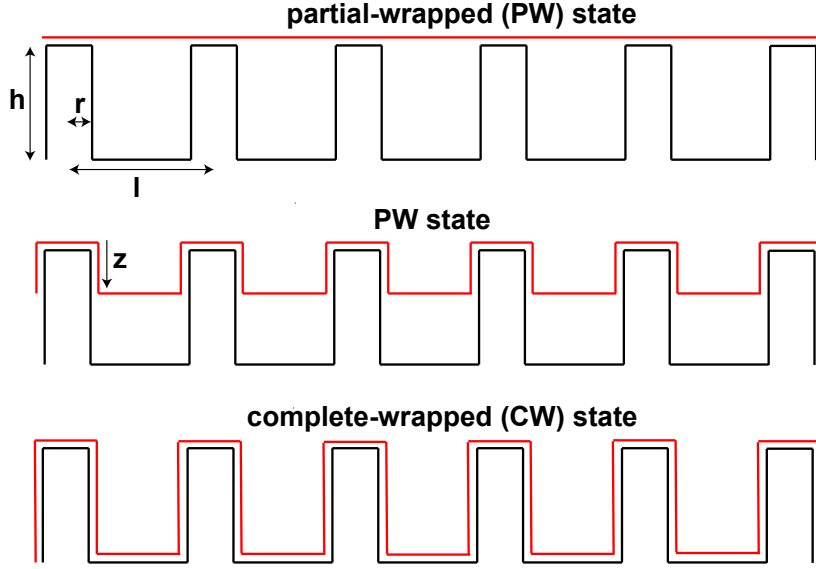 partial-wrapped (PW) state
h
r
l
PW state
z
complete-wrapped (CW) state